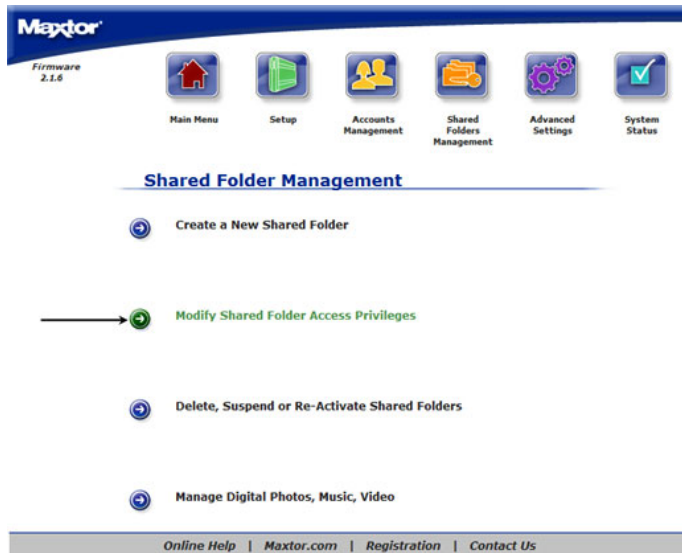 Maxtor
Firmware
2.1.6
Main Menu
Setup
Accounts
Management
Shared
Folders
Management
Advanced
Settings
System
Status
Shared Folder Management
Create a New Shared Folder
Modify Shared Folder Access Privileges
Delete, Suspend or Re-Activate Shared Folders
Manage Digital Photos, Music, Video
Online Help | Maxtor.com | Registration | Contact Us